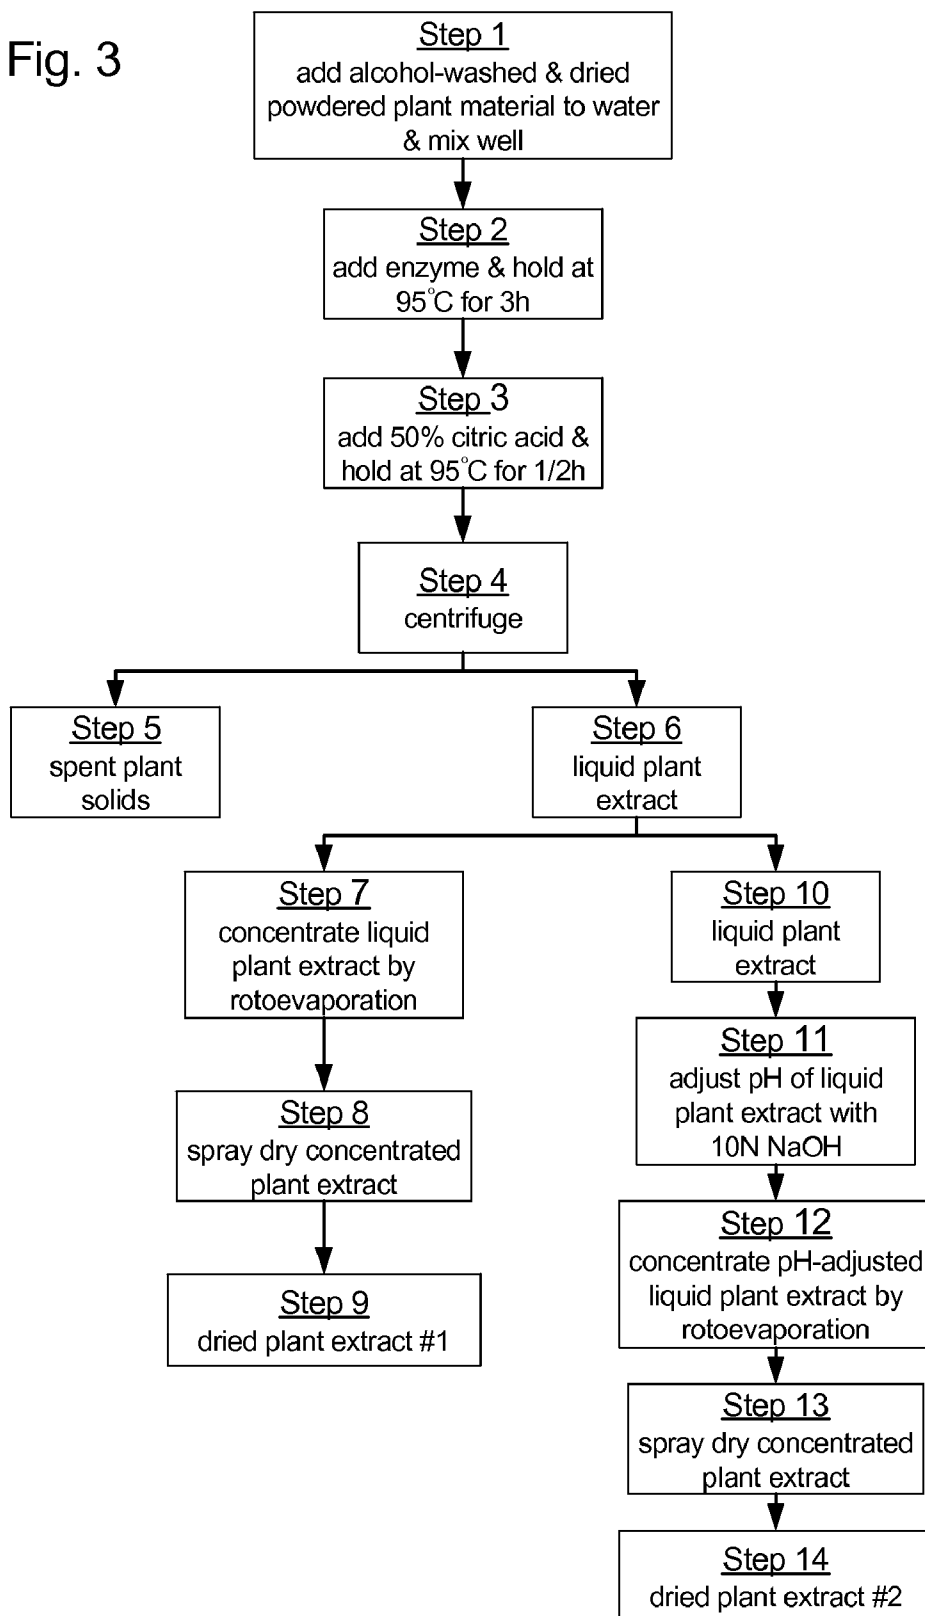 Fig. 3
Step 1
add alcohol-washed & dried
powdered plant material to water
& mix well
Step 2
add enzyme & hold at
95°C for 3h
Step 3
add 50% citric acid &
hold at 95°C for 1/2h
Step 4
centrifuge
Step 5
spent plant
solids
Step 6
liquid plant
extract
Step 7
concentrate liquid
plant extract by
rotoevaporation
Step 8
spray dry concentrated
plant extract
Step 9
dried plant extract #1
Step 10
liquid plant
extract
Step 11
adjust pH of liquid
plant extract with
10N NaOH
Step 12
concentrate pH-adjusted
liquid plant extract by
rotoevaporation
Step 13
spray dry concentrated
plant extract
Step 14
dried plant extract #2